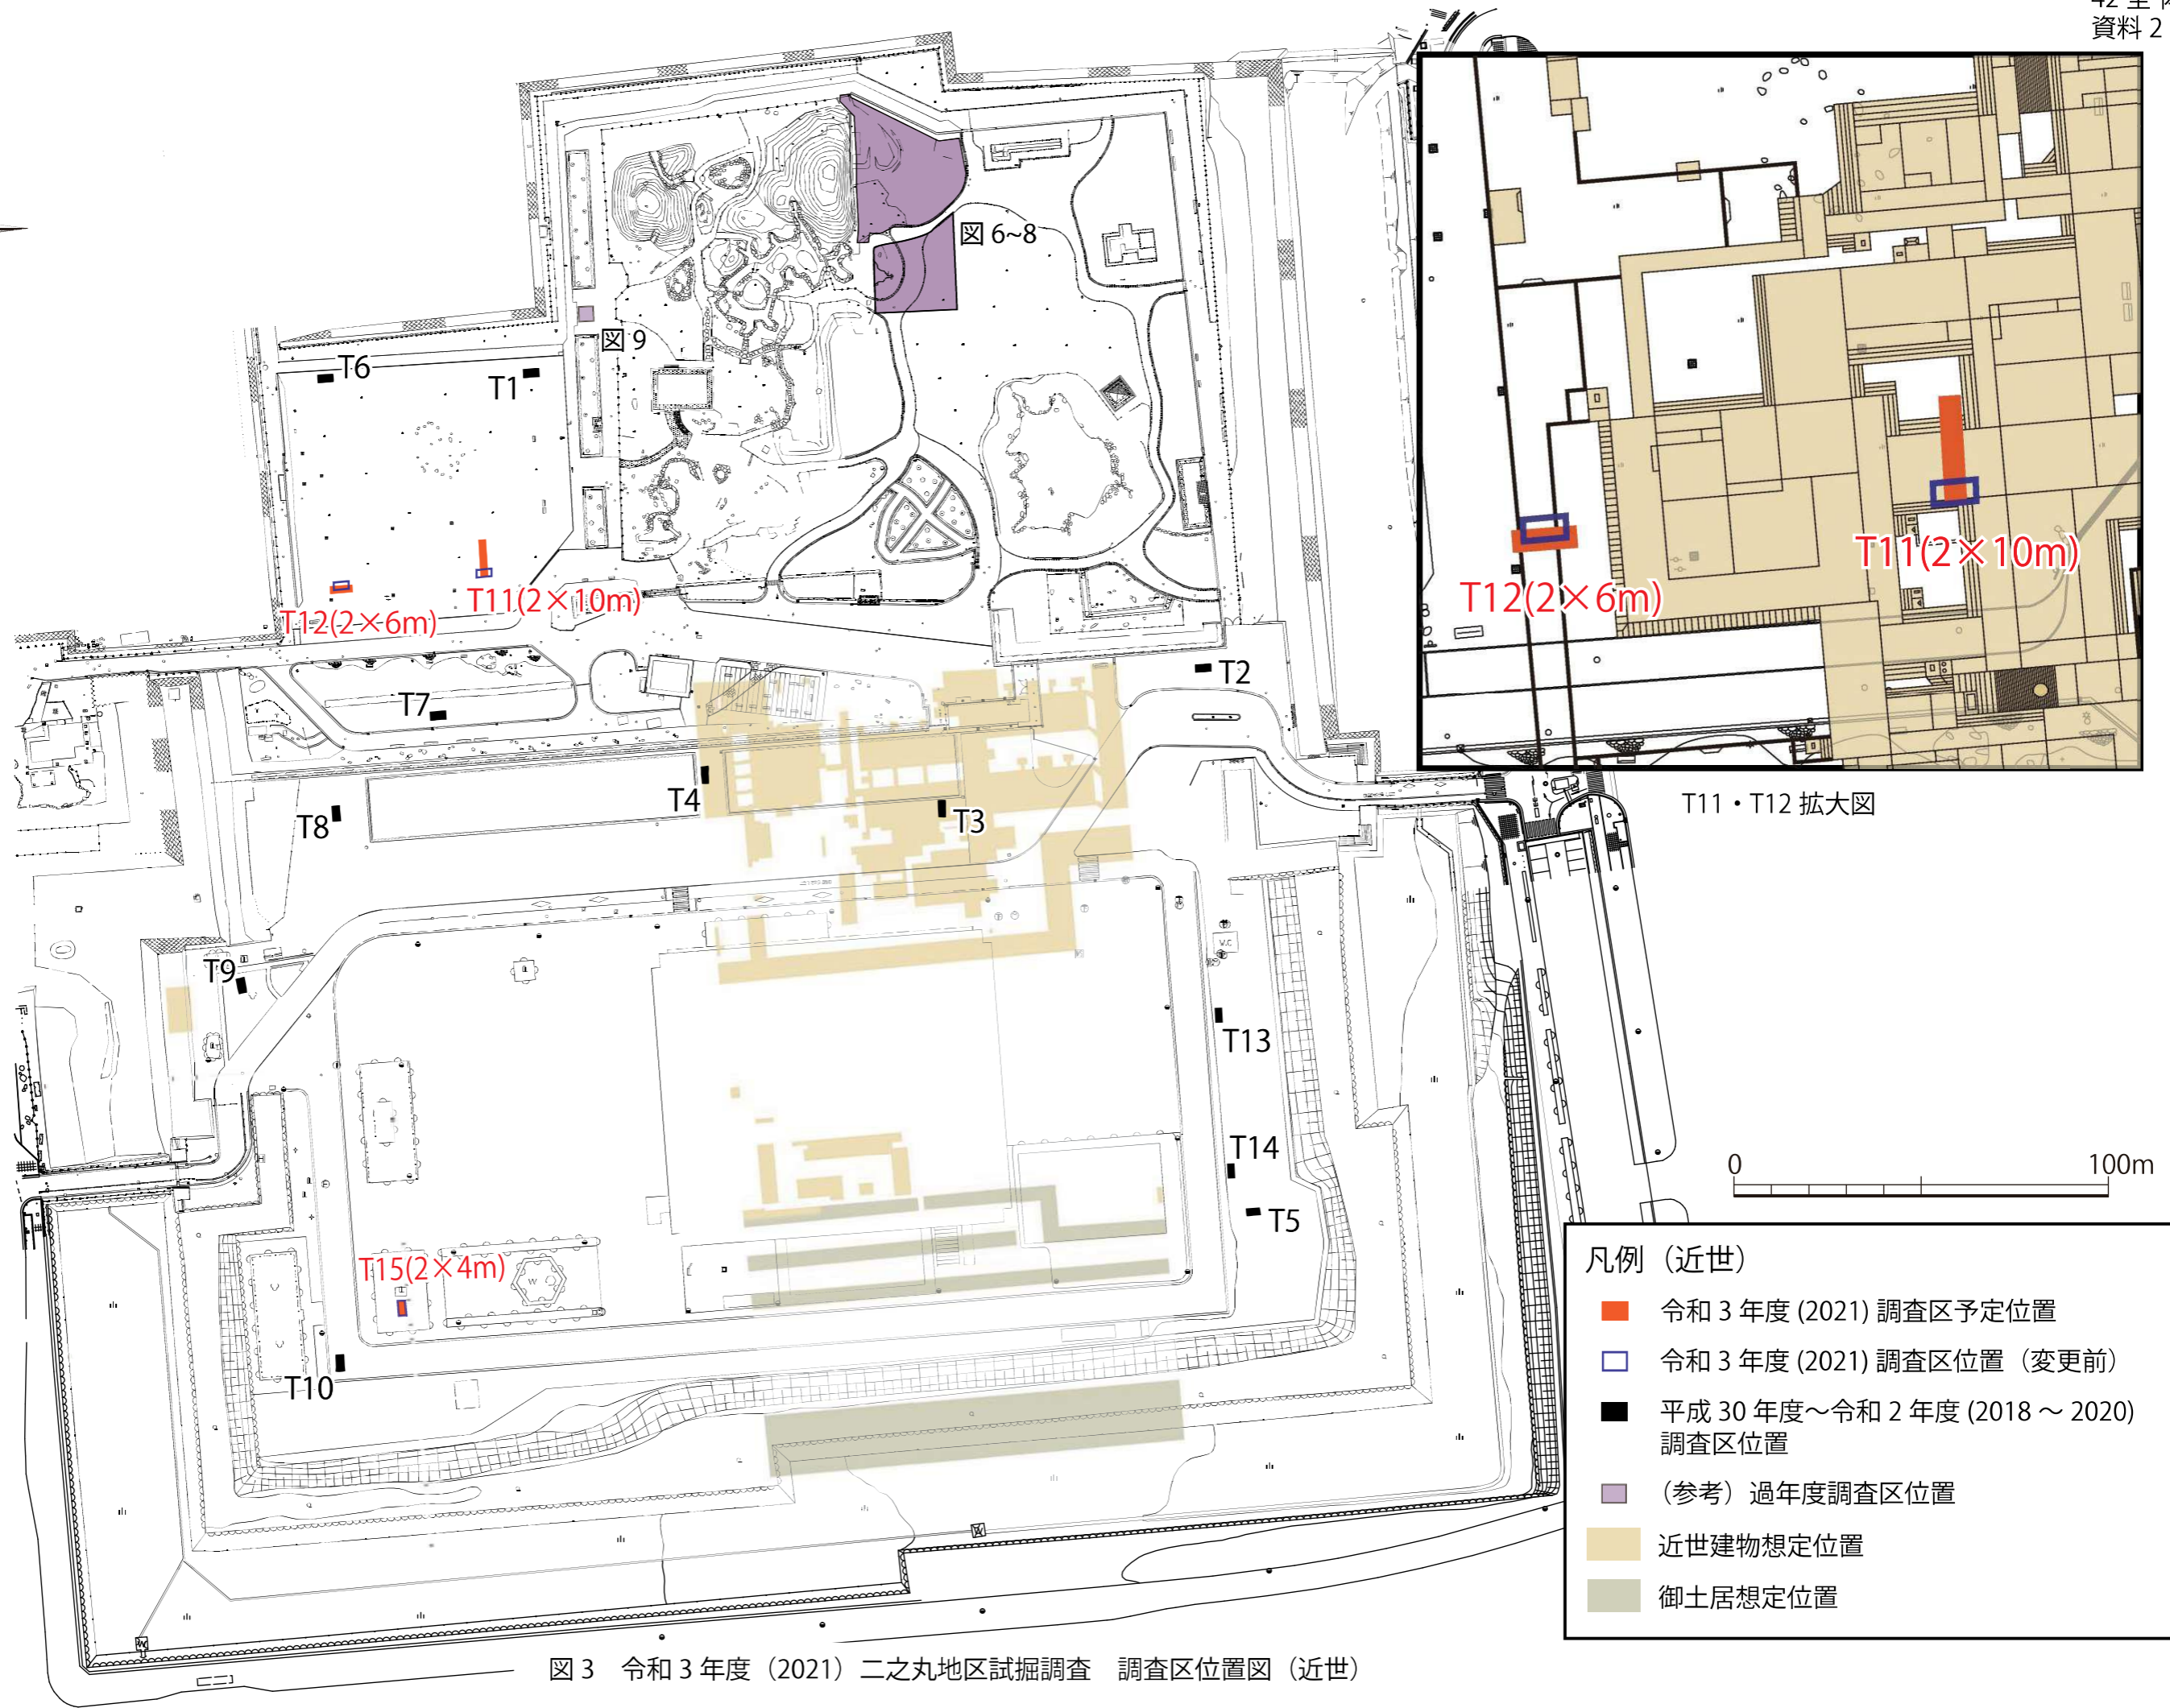 資料 2
図 6~8
図 9
T6
T1
T12(2×6m)
T11(2×10m)
T12(2×6m)
T11(2×10m)
T11・T12 拡大図
T7
T2
T4
T3
T8
T9
W.C
T13
T14
T5
T15(2×4m)
W
T10
0
100m
凡例（近世）
令和 3 年度 (2021) 調査区予定位置
令和 3 年度 (2021) 調査区位置（変更前）
平成 30 年度～令和 2 年度 (2018 ～ 2020)
調査区位置
（参考）過年度調査区位置
近世建物想定位置
御土居想定位置
図 3　令和 3 年度（2021）二之丸地区試掘調査　調査区位置図（近世）